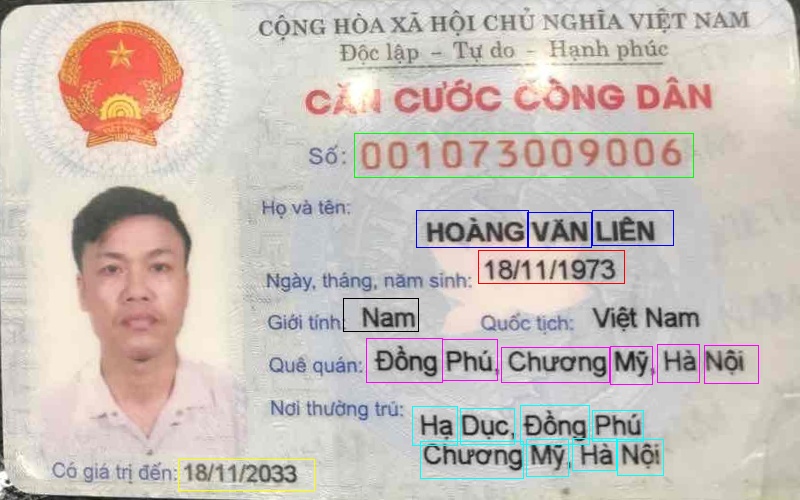 CỘNG HÒA XÃ HỘI CHỦ NGHĨA VIỆT NAM
Độc lập - Tự do - Hạnh phúc
CĂN CƯỚC CÔNG DÂN
Số: 001073009006
Họ và tên:
HOÀNG VĂN LIÊN
Ngày, tháng, năm sinh: 18/11/1973
Giới tính: Nam Quốc tịch: Việt Nam
Quê quán: Đồng Phú, Chương Mỹ, Hà Nội
Nơi thường trú: Hạ Dục, Đồng Phú
Chương Mỹ, Hà Nội
Có giá trị đến: 18/11/2033